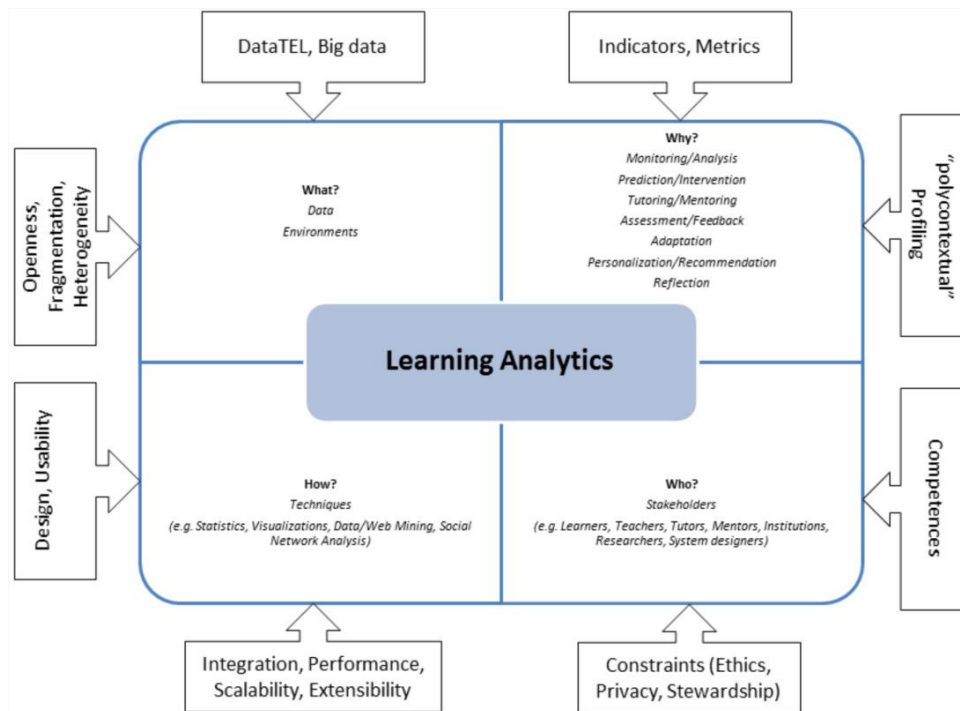 DataTEL, Big data
Indicators, Metrics
Openness,
Fragmentation,
Heterogeneity
What?
Data
Environments
Why?
Monitoring/Analysis
Prediction/Intervention
Tutoring/Mentoring
Assessment/Feedback
Adaptation
Personalization/Recommendation
Reflection
“polycontextual”
Profiling
Learning Analytics
Design, Usability
How?
Techniques
(e.g. Statistics, Visualizations, Data/Web Mining, Social
Network Analysis)
Who?
Stakeholders
(e.g. Learners, Teachers, Tutors, Mentors, Institutions,
Researchers, System designers)
Competences
Integration, Performance,
Scalability, Extensibility
Constraints (Ethics,
Privacy, Stewardship)